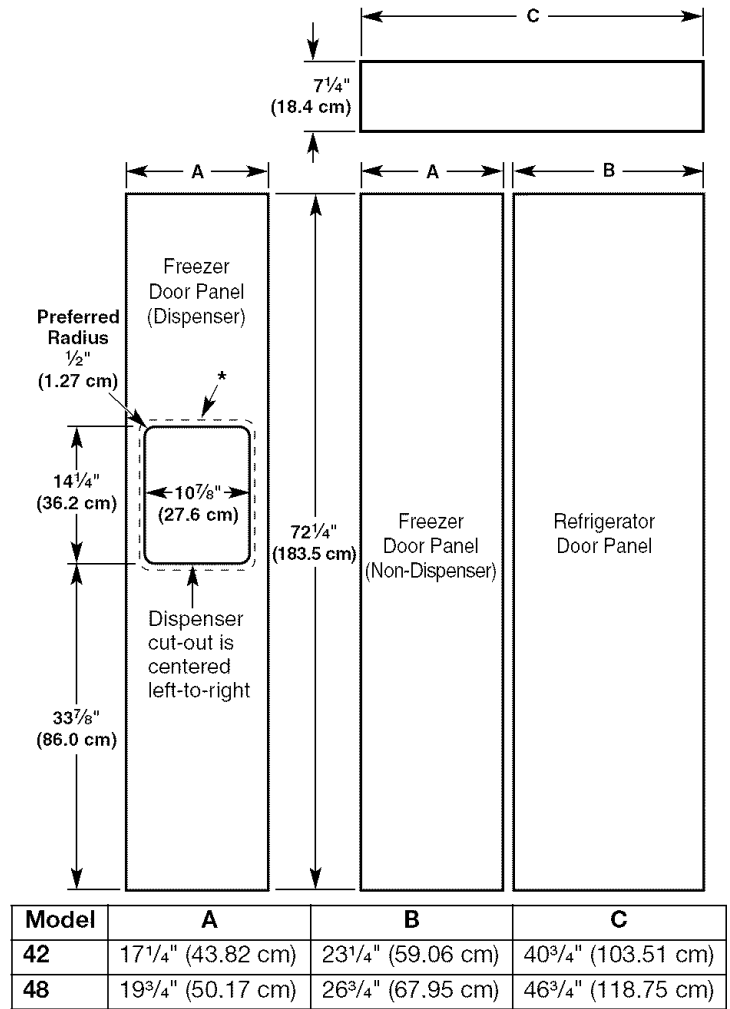 C
7¼"
(18.4 cm)
A
A
B
Freezer
Door Panel
(Dispenser)
Preferred
Radius
½"
(1.27 cm)
*
14¼"
(36.2 cm)
10⅞"
(27.6 cm)
72¼"
(183.5 cm)
Freezer
Door Panel
(Non-Dispenser)
Refrigerator
Door Panel
Dispenser
cut-out is
centered
left-to-right
33⅞"
(86.0 cm)
Model A B C
42 17¹/₄" (43.82 cm) 23¹/₄" (59.06 cm) 40³/₄" (103.51 cm)
48 19³/₄" (50.17 cm) 26³/₄" (67.95 cm) 46³/₄" (118.75 cm)